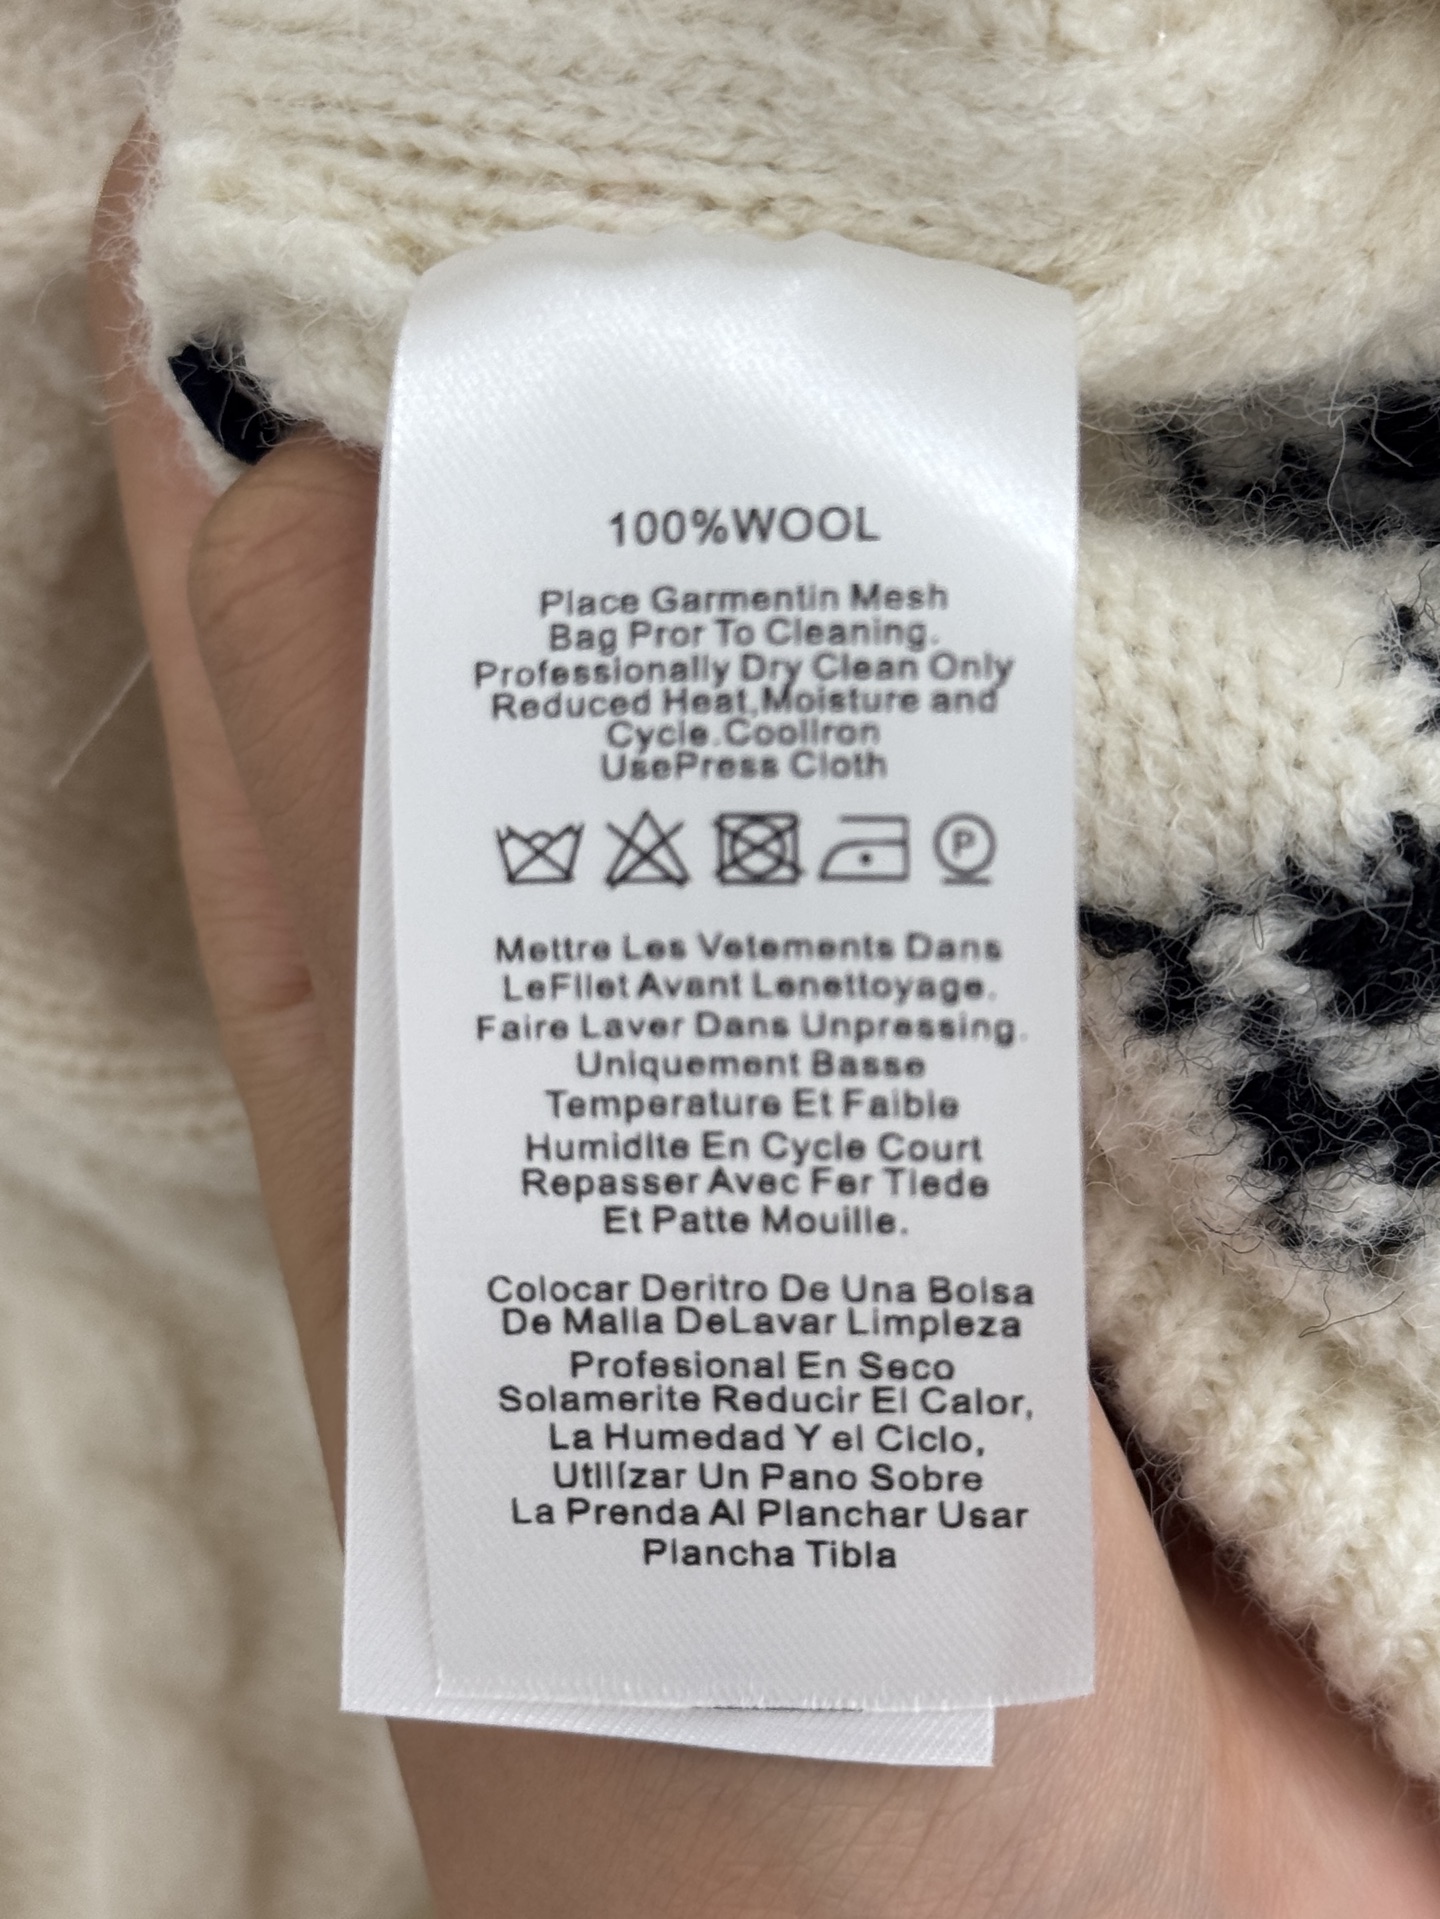 100%WOOL
Place Garmentin Mesh
Bag Pror To Cleaning.
Professionally Dry Clean Only
Reduced Heat,Moisture and
Cycle.CoolIron
UsePress Cloth
P
Mettre Les Vetements Dans
LeFIlet Avant Lenettoyage.
Faire Laver Dans Unpressing.
Uniquement Basse
Temperature Et Faible
HumidIte En Cycle Court
Repasser Avec Fer TIede
Et Patte Mouille.
Colocar Deritro De Una Bolsa
De Malla DeLavar LImpleza
Profesional En Seco
Solamerite Reducir El Calor,
La Humedad Y el CIclo,
UtIlízar Un Pano Sobre
La Prenda Al Planchar Usar
Plancha TIbla